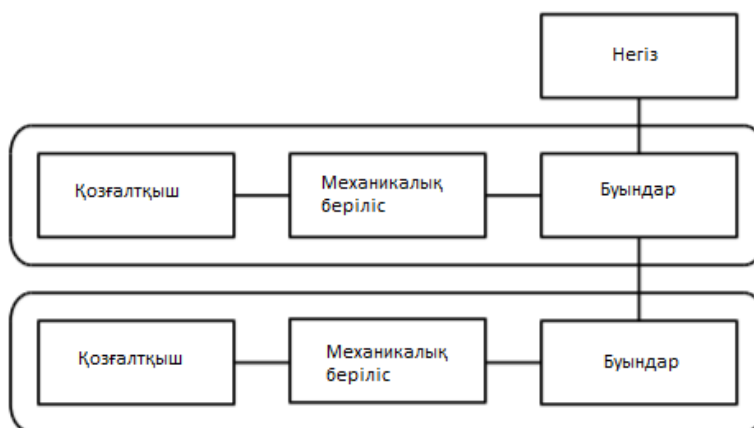 Негіз
Қозғалтқыш
Механикалық
беріліс
Буындар
Қозғалтқыш
Механикалық
беріліс
Буындар